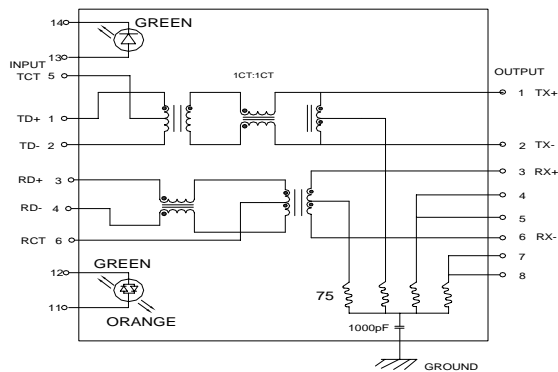 14 GREEN
13
INPUT
TCT 5
1CT:1CT
OUTPUT
1 TX+
TD+ 1
TD- 2
2 TX-
RD+ 3
3 RX+
4
RD- 4
5
RCT 6
6 RX-
7
12 GREEN
8
11
ORANGE
75
1000pF
GROUND